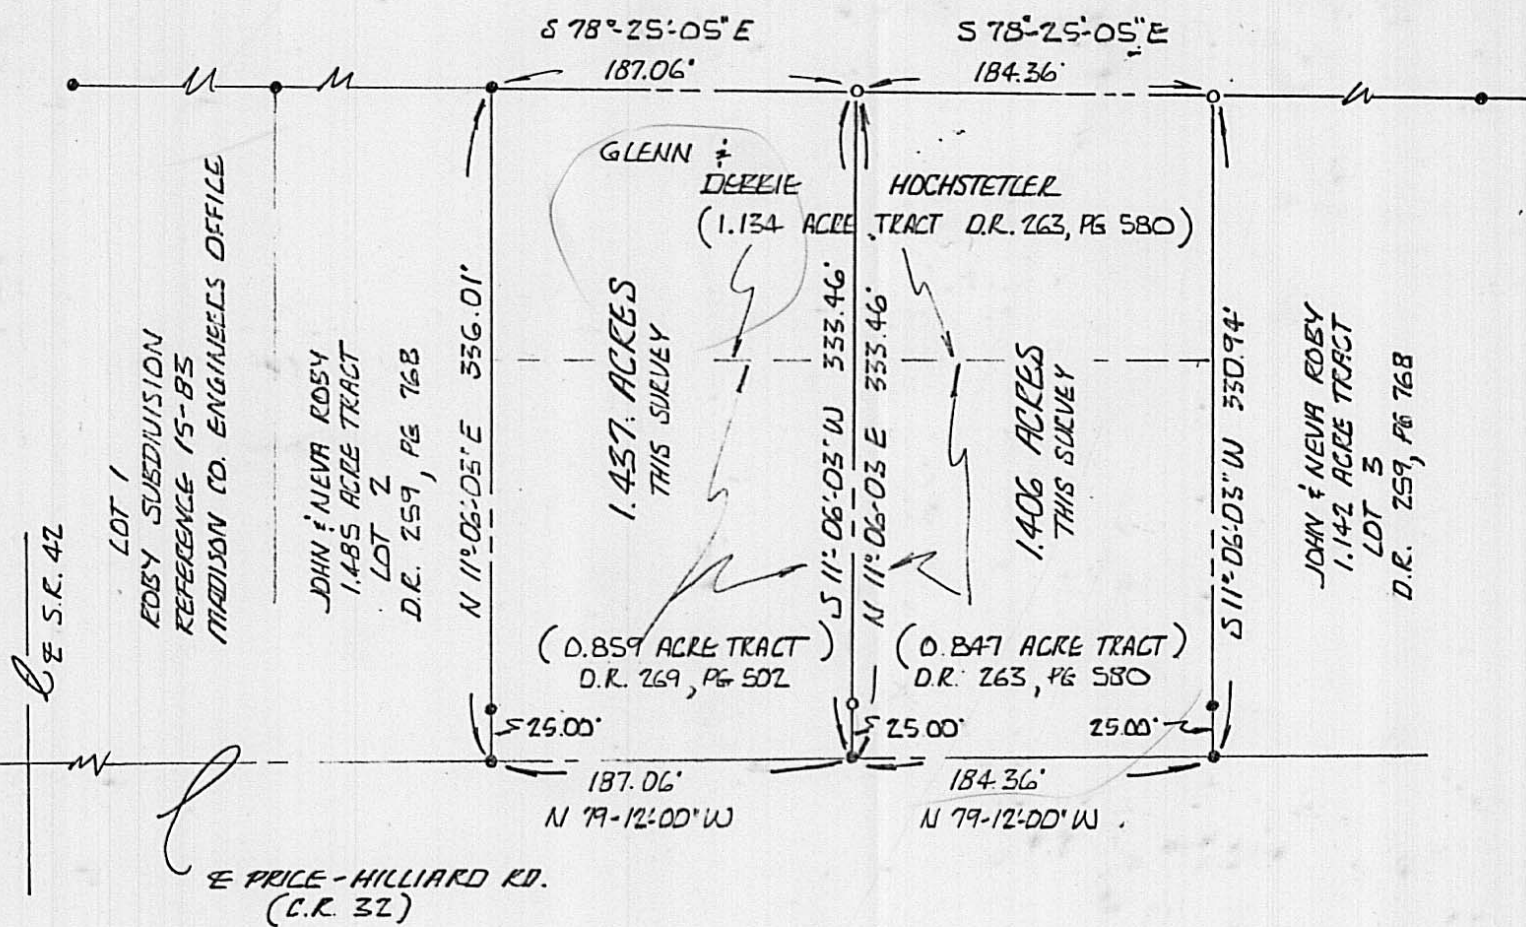 S 78°-25'-05" E
187.06'
S 78°-25'-05" E
184.36'
GLENN &
DEBBIE
HOCHSTETLER
(1.134 ACRE TRACT D.R. 263, PG 580)
LOT 1
ROBY SUBDIVISION
REFERENCE 15-83
MADISON CO. ENGINEERS OFFICE
JOHN & NEVA ROBY
1.485 ACRE TRACT
LOT 2
D.R. 259, PG 768
N 11°-06'-03" E 336.01'
1.437 ACRES
THIS SURVEY
S 11°-06'-03" W 333.46'
N 11°-06-03 E 333.46'
1.406 ACRES
THIS SURVEY
S 11°-06'-03" W 330.94'
JOHN & NEVA ROBY
1.142 ACRE TRACT
LOT 3
D.R. 259, PG 768
℄ S.R. 42
(0.859 ACRE TRACT)
D.R. 269, PG 502
(0.847 ACRE TRACT)
D.R. 263, PG 580
25.00'
25.00'
25.00'
187.06'
N 79-12'-00" W
184.36'
N 79-12'-00" W
℄ PRICE-HILLIARD RD.
(C.R. 32)